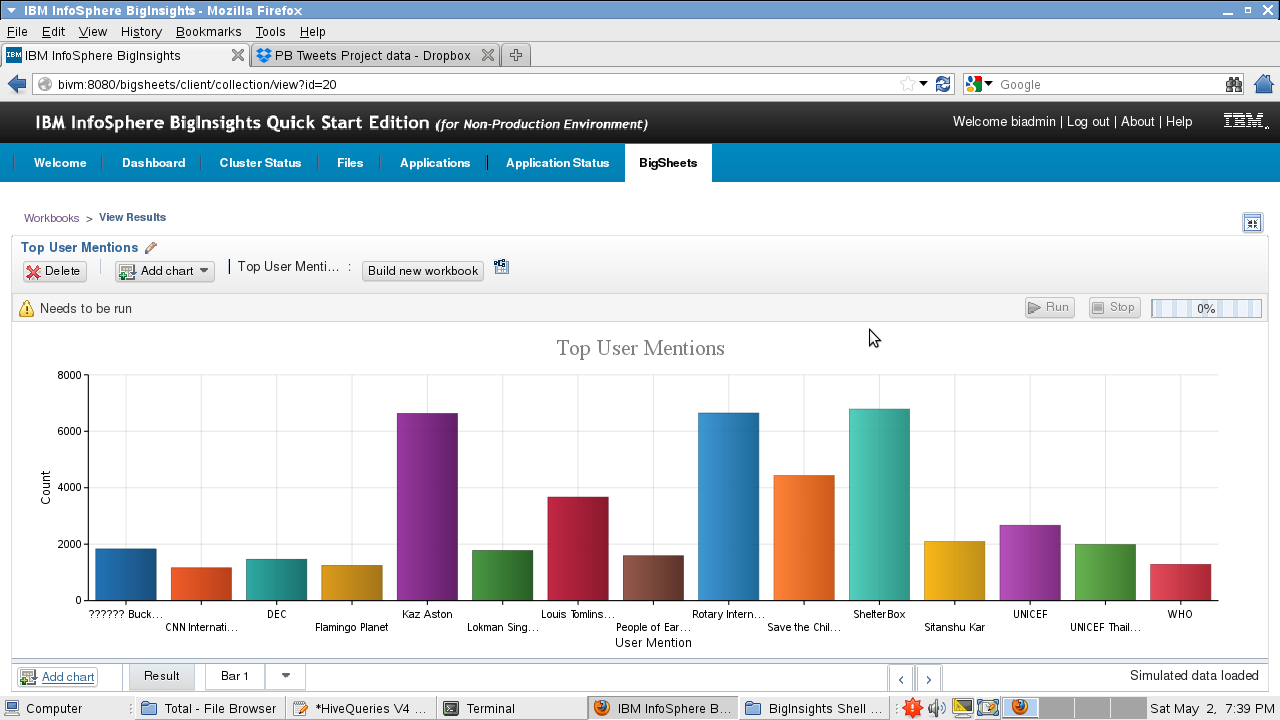 IBM InfoSphere BigInsights - Mozilla Firefox
File Edit View History Bookmarks Tools Help
IBM IBM InfoSphere BigInsights PB Tweets Project data - Dropbox
bivm:8080/bigsheets/client/collection/view?id=20 Google
IBM InfoSphere BigInsights Quick Start Edition (for Non-Production Environment) Welcome biadmin | Log out | About | Help IBM.
Welcome Dashboard Cluster Status Files Applications Application Status BigSheets
Workbooks > View Results
Top User Mentions
Delete Add chart Top User Menti... : Build new workbook
Needs to be run Run Stop 0%
Top User Mentions
8000
6000
4000
2000
0
Count
?????? Buck... DEC Kaz Aston Louis Tomlins... Rotary Intern... ShelterBox UNICEF WHO
CNN Internati... Flamingo Planet Lokman Sing... People of Ear... Save the Chil... Sitanshu Kar UNICEF Thail...
User Mention
Add chart Result Bar 1 < > Simulated data loaded
Computer Total - File Browser *HiveQueries V4 ... Terminal IBM InfoSphere B... BigInsights Shell ... Sat May 2, 7:39 PM